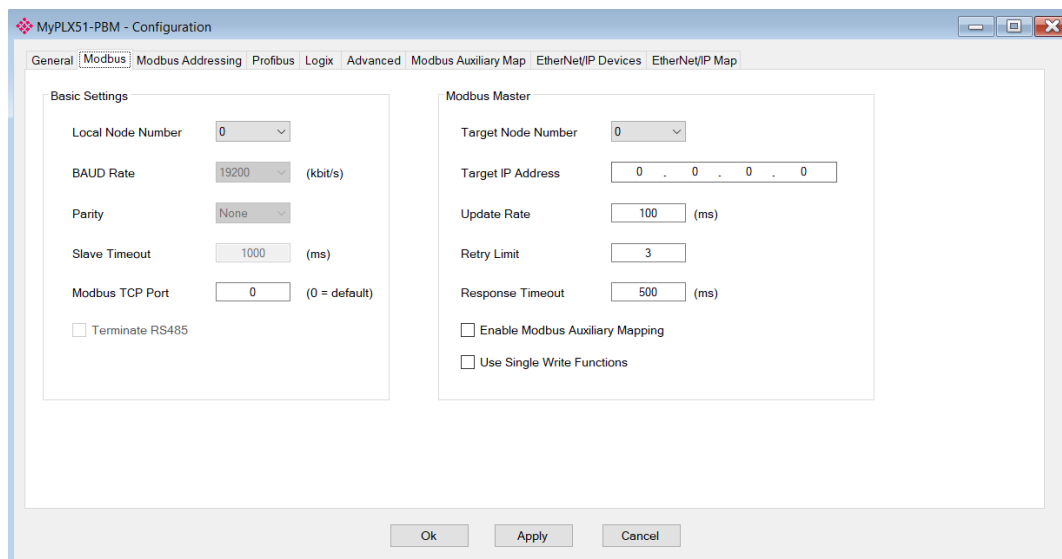 MyPLX51-PBM - Configuration
General Modbus Modbus Addressing Profibus Logix Advanced Modbus Auxiliary Map EtherNet/IP Devices EtherNet/IP Map
Basic Settings
Local Node Number 0
BAUD Rate 19200 (kbit/s)
Parity None
Slave Timeout 1000 (ms)
Modbus TCP Port 0 (0 = default)
Terminate RS485
Modbus Master
Target Node Number 0
Target IP Address 0 . 0 . 0 . 0
Update Rate 100 (ms)
Retry Limit 3
Response Timeout 500 (ms)
Enable Modbus Auxiliary Mapping
Use Single Write Functions
Ok Apply Cancel